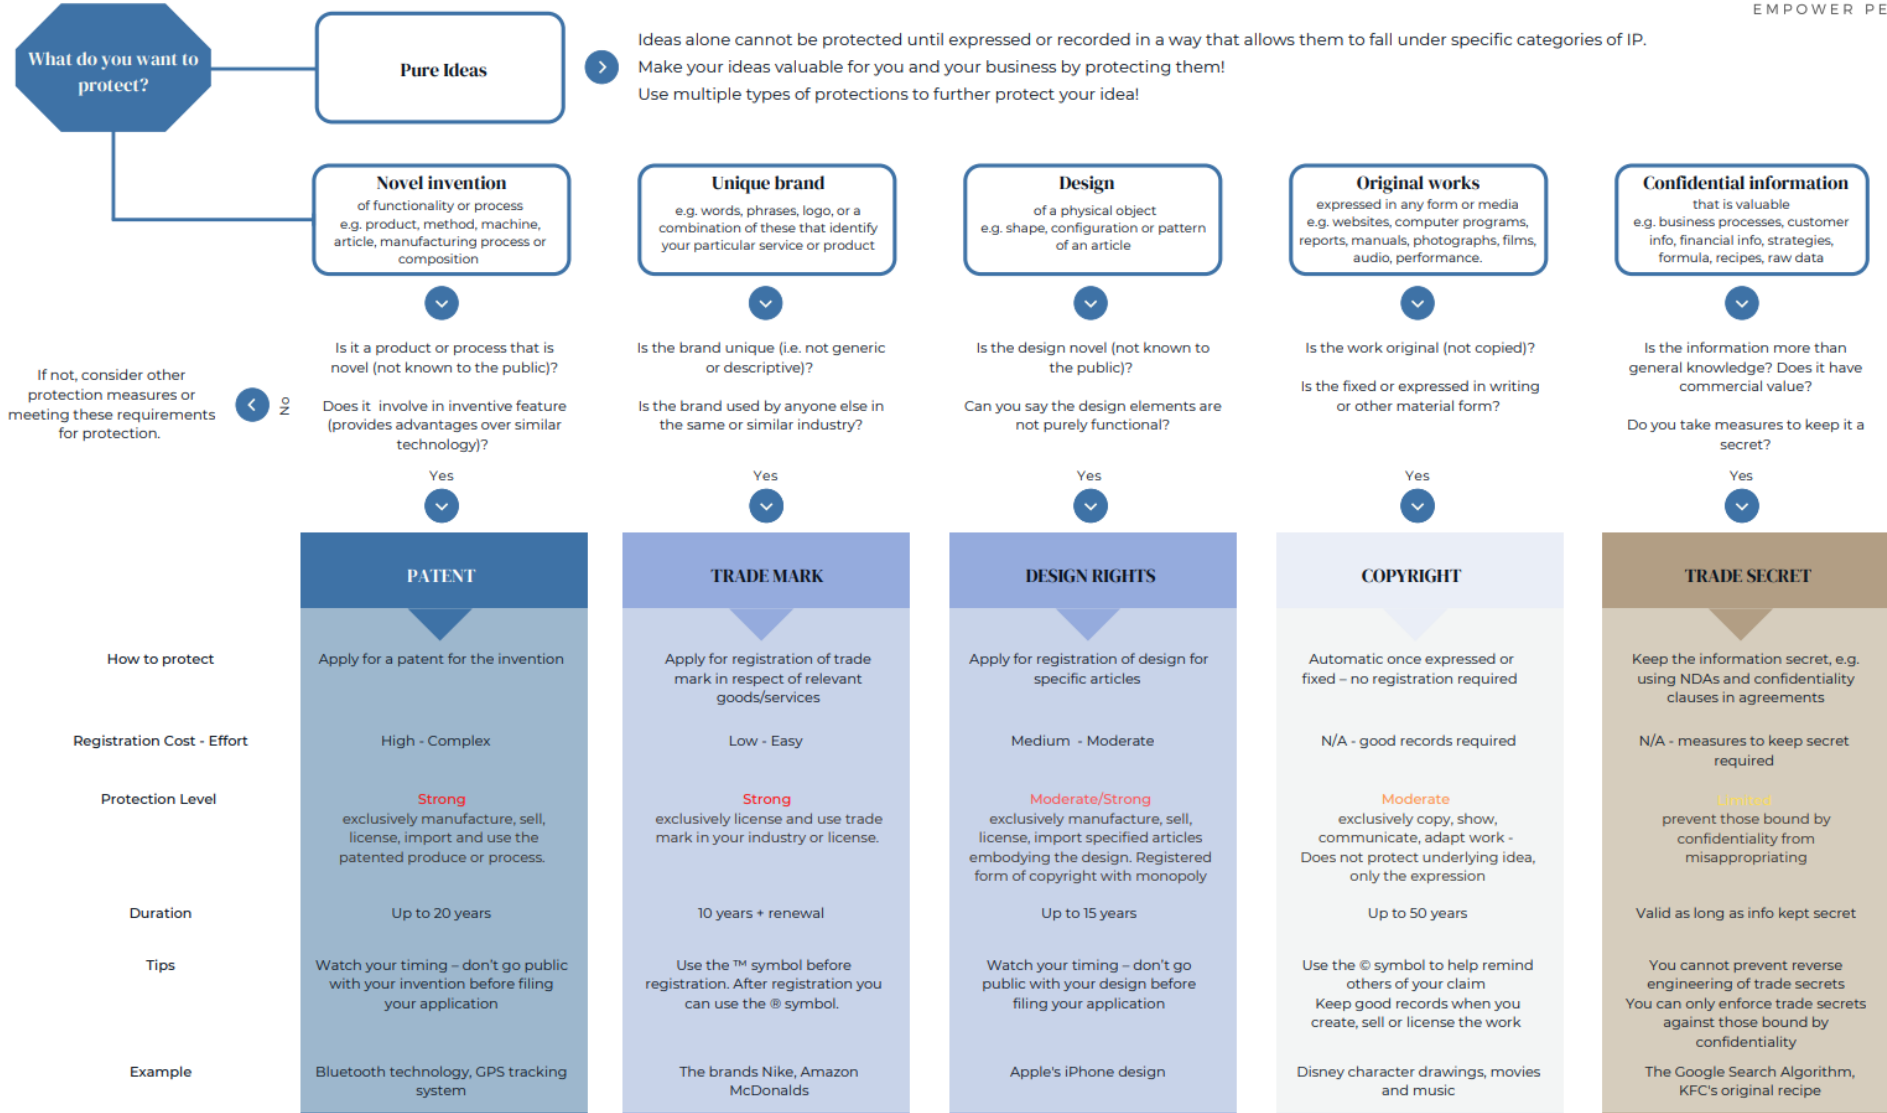 EMPOWER PE
What do you want to
protect?
Pure Ideas
Ideas alone cannot be protected until expressed or recorded in a way that allows them to fall under specific categories of IP.
Make your ideas valuable for you and your business by protecting them!
Use multiple types of protections to further protect your idea!
Novel invention
of functionality or process
e.g. product, method, machine,
article, manufacturing process or
composition
Unique brand
e.g. words, phrases, logo, or a
combination of these that identify
your particular service or product
Design
of a physical object
e.g. shape, configuration or pattern
of an article
Original works
expressed in any form or media
e.g. websites, computer programs,
reports, manuals, photographs, films,
audio, performance.
Confidential information
that is valuable
e.g. business processes, customer
info, financial info, strategies,
formula, recipes, raw data
If not, consider other
protection measures or
meeting these requirements
for protection.
No
Is it a product or process that is
novel (not known to the public)?
Does it involve in inventive feature
(provides advantages over similar
technology)?
Yes
Is the brand unique (i.e. not generic
or descriptive)?
Is the brand used by anyone else in
the same or similar industry?
Yes
Is the design novel (not known to
the public)?
Can you say the design elements are
not purely functional?
Yes
Is the work original (not copied)?
Is the fixed or expressed in writing
or other material form?
Yes
Is the information more than
general knowledge? Does it have
commercial value?
Do you take measures to keep it a
secret?
Yes
PATENT
TRADE MARK
DESIGN RIGHTS
COPYRIGHT
TRADE SECRET
How to protect
Apply for a patent for the invention
Apply for registration of trade
mark in respect of relevant
goods/services
Apply for registration of design for
specific articles
Automatic once expressed or
fixed – no registration required
Keep the information secret, e.g.
using NDAs and confidentiality
clauses in agreements
Registration Cost - Effort
High - Complex
Low - Easy
Medium - Moderate
N/A - good records required
N/A - measures to keep secret
required
Protection Level
Strong
exclusively manufacture, sell,
license, import and use the
patented produce or process.
Strong
exclusively license and use trade
mark in your industry or license.
Moderate/Strong
exclusively manufacture, sell,
license, import specified articles
embodying the design. Registered
form of copyright with monopoly
Moderate
exclusively copy, show,
communicate, adapt work -
Does not protect underlying idea,
only the expression
Limited
prevent those bound by
confidentiality from
misappropriating
Duration
Up to 20 years
10 years + renewal
Up to 15 years
Up to 50 years
Valid as long as info kept secret
Tips
Watch your timing – don't go public
with your invention before filing
your application
Use the ™ symbol before
registration. After registration you
can use the ® symbol.
Watch your timing – don't go
public with your design before
filing your application
Use the © symbol to help remind
others of your claim
Keep good records when you
create, sell or license the work
You cannot prevent reverse
engineering of trade secrets
You can only enforce trade secrets
against those bound by
confidentiality
Example
Bluetooth technology, GPS tracking
system
The brands Nike, Amazon
McDonalds
Apple's iPhone design
Disney character drawings, movies
and music
The Google Search Algorithm,
KFC's original recipe